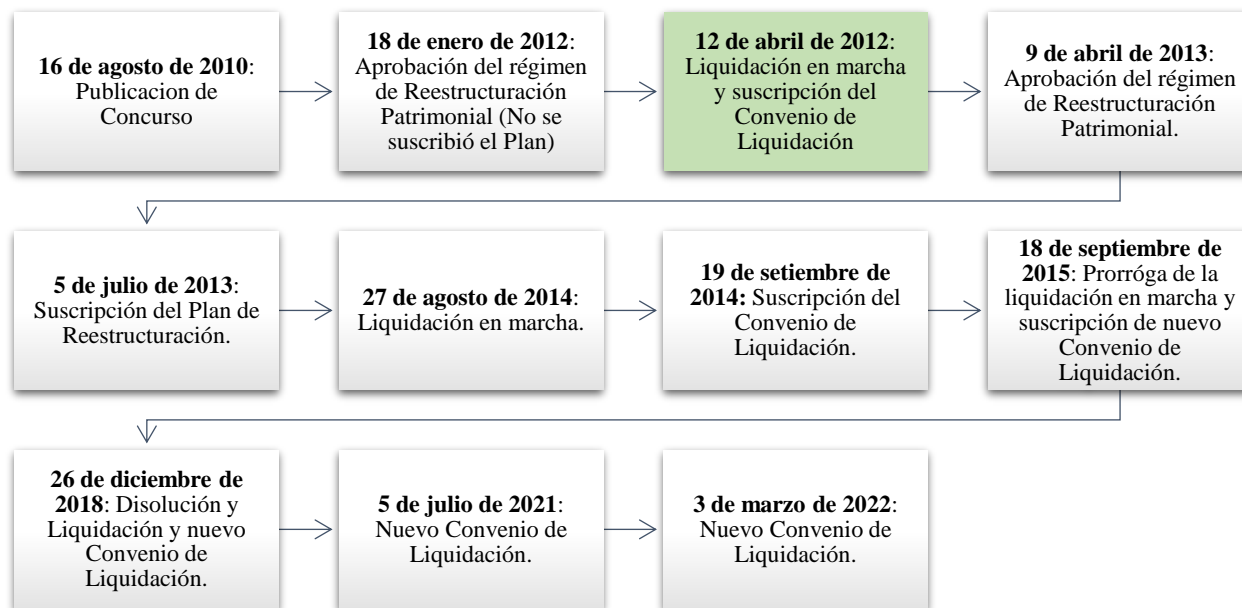 16 de agosto de 2010:
Publicacion de
Concurso
18 de enero de 2012:
Aprobación del régimen
de Reestructuración
Patrimonial (No se
suscribió el Plan)
12 de abril de 2012:
Liquidación en marcha
y suscripción del
Convenio de
Liquidación
9 de abril de 2013:
Aprobación del régimen
de Reestructuración
Patrimonial.
5 de julio de 2013:
Suscripción del Plan de
Reestructuración.
27 de agosto de 2014:
Liquidación en marcha.
19 de setiembre de
2014: Suscripción del
Convenio de
Liquidación.
18 de septiembre de
2015: Prorróga de la
liquidación en marcha y
suscripción de nuevo
Convenio de
Liquidación.
26 de diciembre de
2018: Disolución y
Liquidación y nuevo
Convenio de
Liquidación.
5 de julio de 2021:
Nuevo Convenio de
Liquidación.
3 de marzo de 2022:
Nuevo Convenio de
Liquidación.